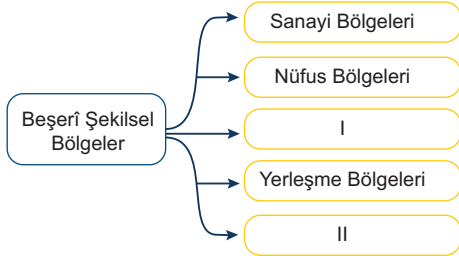 Beşerî Şekilsel
Bölgeler
Sanayi Bölgeleri
Nüfus Bölgeleri
I
Yerleşme Bölgeleri
II